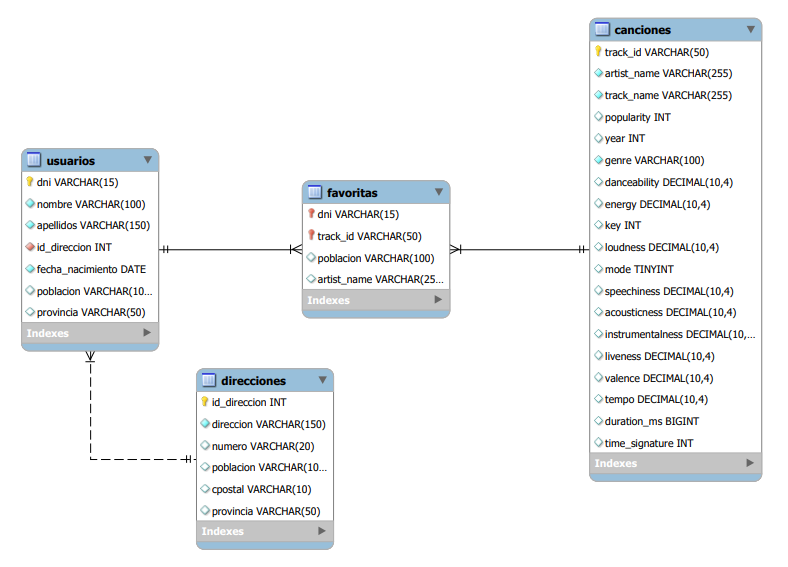 usuarios
dni VARCHAR(15)
nombre VARCHAR(100)
apellidos VARCHAR(150)
id_direccion INT
fecha_nacimiento DATE
poblacion VARCHAR(10...
provincia VARCHAR(50)
Indexes
favoritas
dni VARCHAR(15)
track_id VARCHAR(50)
poblacion VARCHAR(100)
artist_name VARCHAR(25...
Indexes
direcciones
id_direccion INT
direccion VARCHAR(150)
numero VARCHAR(20)
poblacion VARCHAR(10...
cpostal VARCHAR(10)
provincia VARCHAR(50)
Indexes
canciones
track_id VARCHAR(50)
artist_name VARCHAR(255)
track_name VARCHAR(255)
popularity INT
year INT
genre VARCHAR(100)
danceability DECIMAL(10,4)
energy DECIMAL(10,4)
key INT
loudness DECIMAL(10,4)
mode TINYINT
speechiness DECIMAL(10,4)
acousticness DECIMAL(10,4)
instrumentalness DECIMAL(10,...
liveness DECIMAL(10,4)
valence DECIMAL(10,4)
tempo DECIMAL(10,4)
duration_ms BIGINT
time_signature INT
Indexes